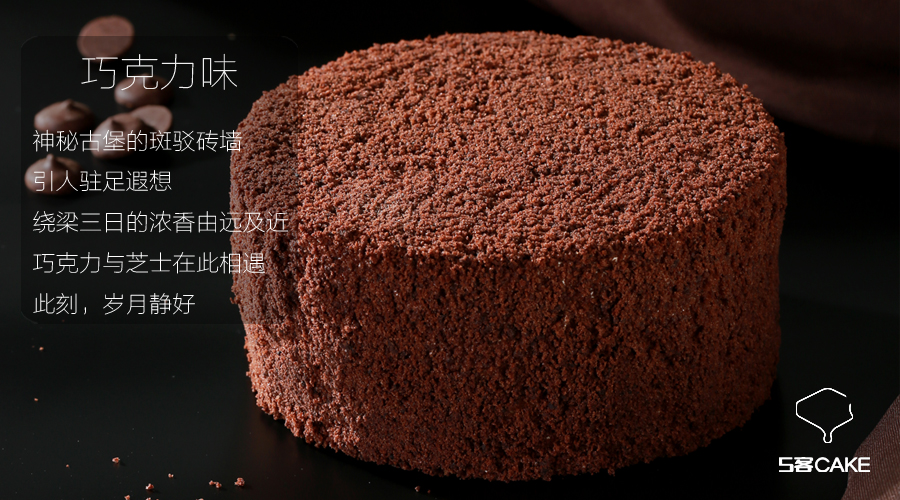 巧克力味
神秘古堡的斑驳砖墙
引人驻足遐想
绕梁三日的浓香由远及近
巧克力与芝士在此相遇
此刻，岁月静好
5客CAKE